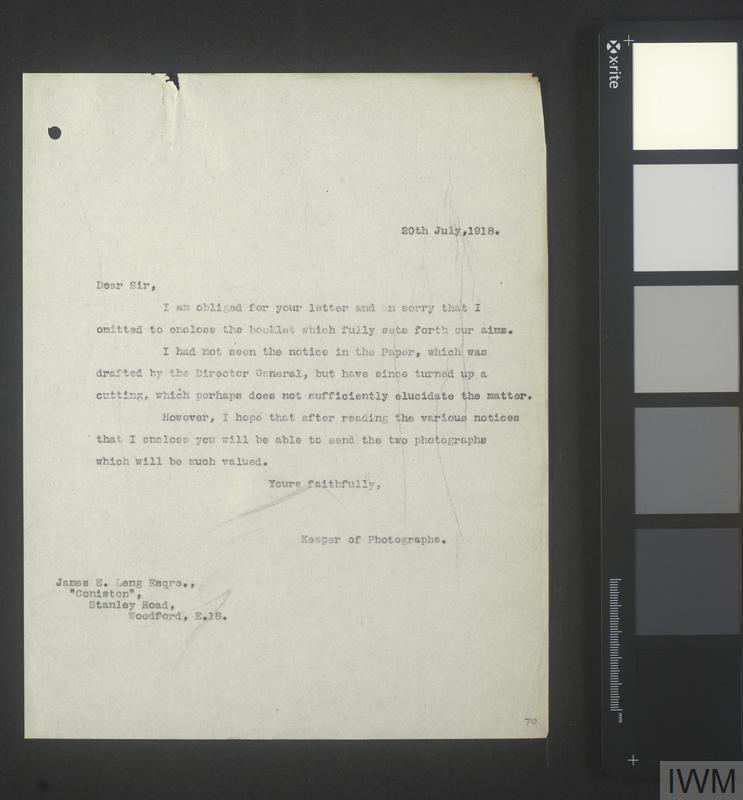 20th July,1918.
Dear Sir,
I am obliged for your letter and am sorry that I
omitted to enclose the booklet which fully sets forth our aims.
I had not seen the notice in the Paper, which was
drafted by the Director General, but have since turned up a
cutting, which perhaps does not sufficiently elucidate the matter.
However, I hope that after reading the various notices
that I enclose you will be able to send the two photographs
which will be much valued.
Yours faithfully,
Keeper of Photographs.
James E. Leng Esqre.,
"Coniston",
Stanley Road,
Woodford, E.18.
70
x-rite
mm
IWM